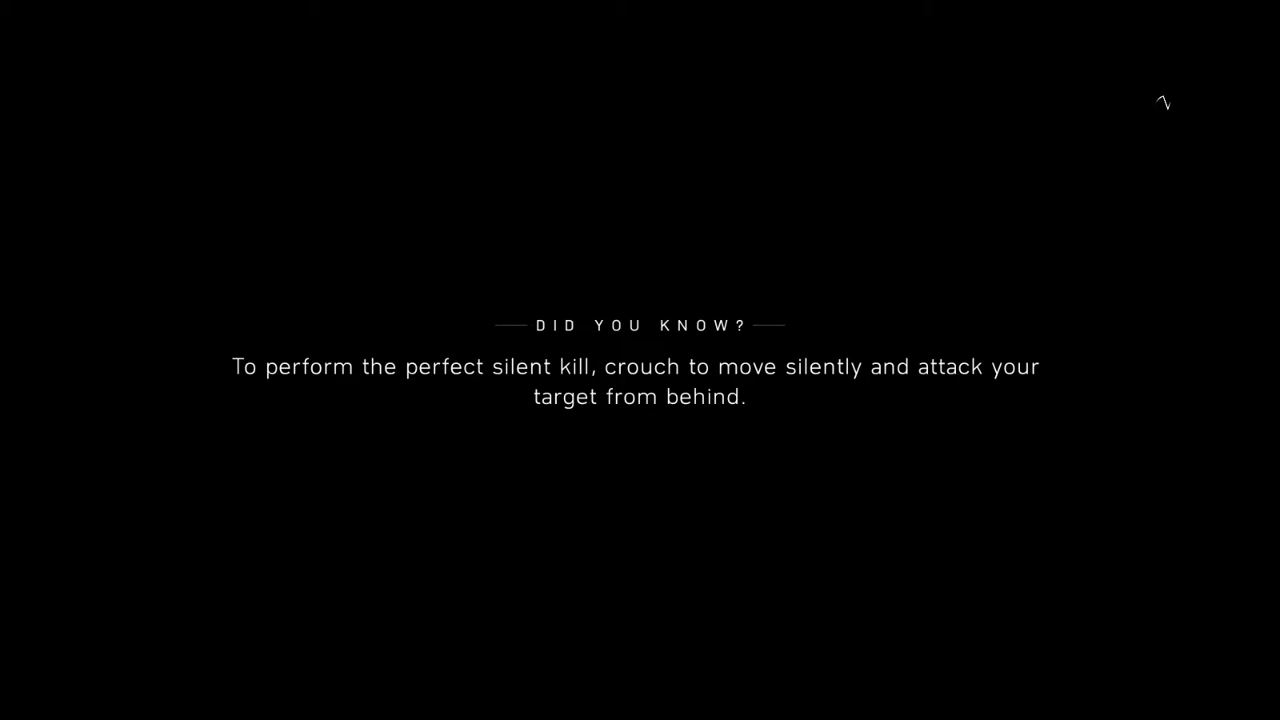 DID YOU KNOW?
To perform the perfect silent kill, crouch to move silently and attack your
target from behind.